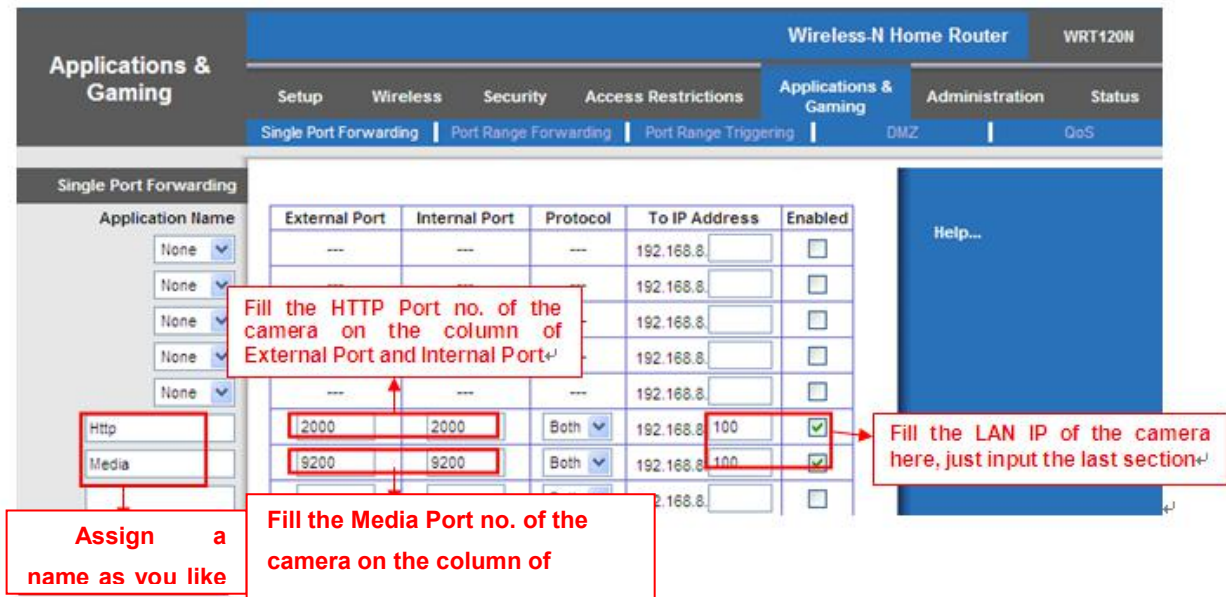 Wireless-N Home Router WRT120N
Applications &
Gaming
Setup Wireless Security Access Restrictions Applications & Gaming Administration Status
Single Port Forwarding Port Range Forwarding Port Range Triggering DMZ QoS
Single Port Forwarding
Application Name External Port Internal Port Protocol To IP Address Enabled
Help...
None --- --- --- 192.168.8.
None --- 192.168.8.
None 192.168.8.
None 192.168.8.
None --- --- --- 192.168.8.
Fill the HTTP Port no. of the
camera on the column of
External Port and Internal Port↵
Http 2000 2000 Both 192.168.8. 100
Media 9200 9200 Both 192.168.8. 100
Fill the LAN IP of the camera
here, just input the last section↵
Assign a
name as you like
Fill the Media Port no. of the
camera on the column of